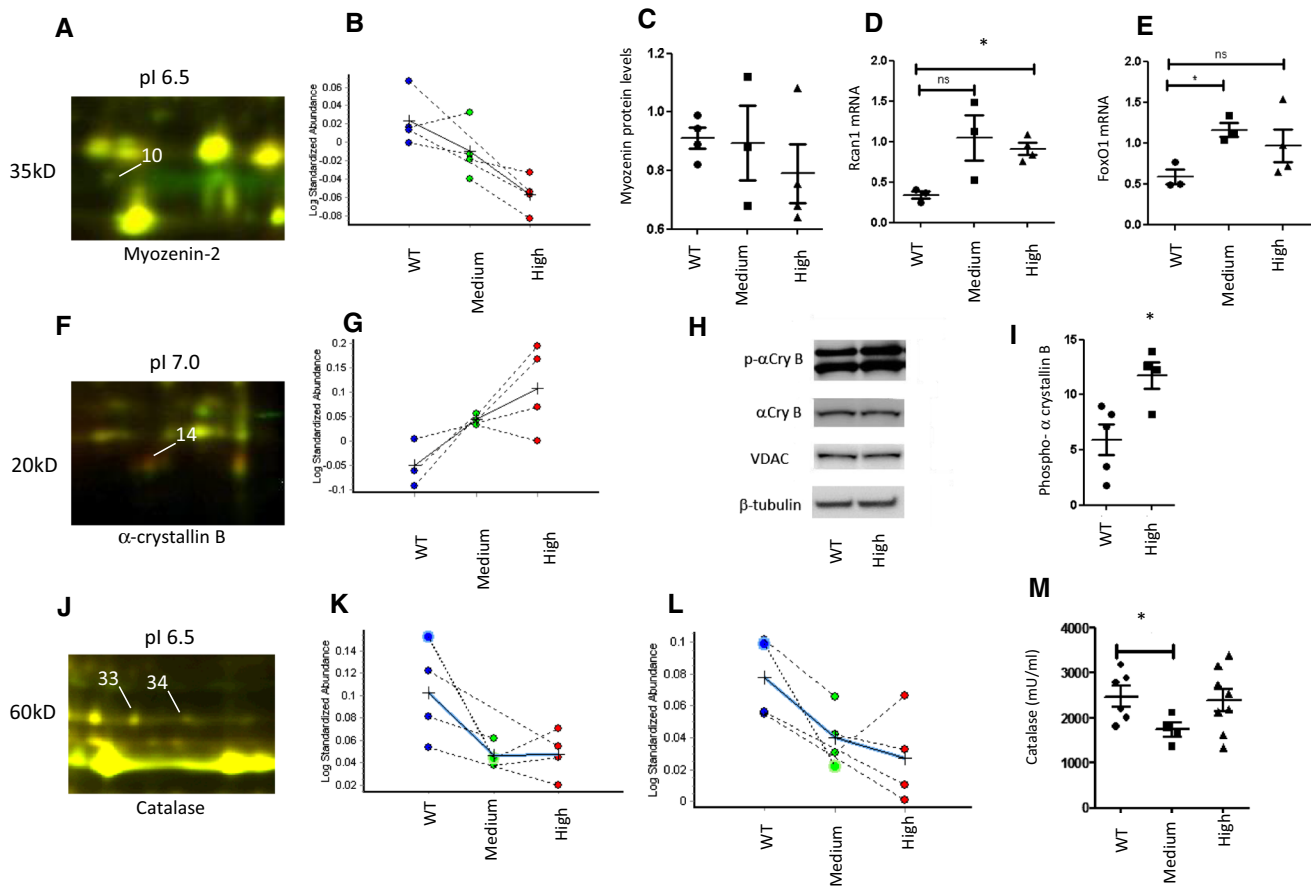 A
pI 6.5
35kD
10
Myozenin-2
B
Log Standardized Abundance
0.06
0.04
0.02
0
-0.02
-0.04
-0.06
-0.08
WT
Medium
High
C
Myozenin protein levels
1.2
1.0
0.8
0.6
WT
Medium
High
D
Rcan1 mRNA
2.0
1.5
1.0
0.5
0.0
*
ns
WT
Medium
High
E
FoxO1 mRNA
2.0
1.5
1.0
0.5
0.0
ns
*
WT
Medium
High
F
pI 7.0
20kD
14
α-crystallin B
G
Log Standardized Abundance
0.2
0.15
0.1
0.05
0
-0.05
-0.1
WT
Medium
High
H
p-αCry B
αCry B
VDAC
β-tubulin
WT
High
I
Phospho- α crystallin B
15
10
5
0
*
WT
High
J
pI 6.5
60kD
33
34
Catalase
K
Log Standardized Abundance
0.14
0.12
0.1
0.08
0.06
0.04
0.02
WT
Medium
High
L
Log Standardized Abundance
0.1
0.08
0.06
0.04
0.02
0
WT
Medium
High
M
Catalase (mU/ml)
4000
3000
2000
1000
0
*
WT
Medium
High